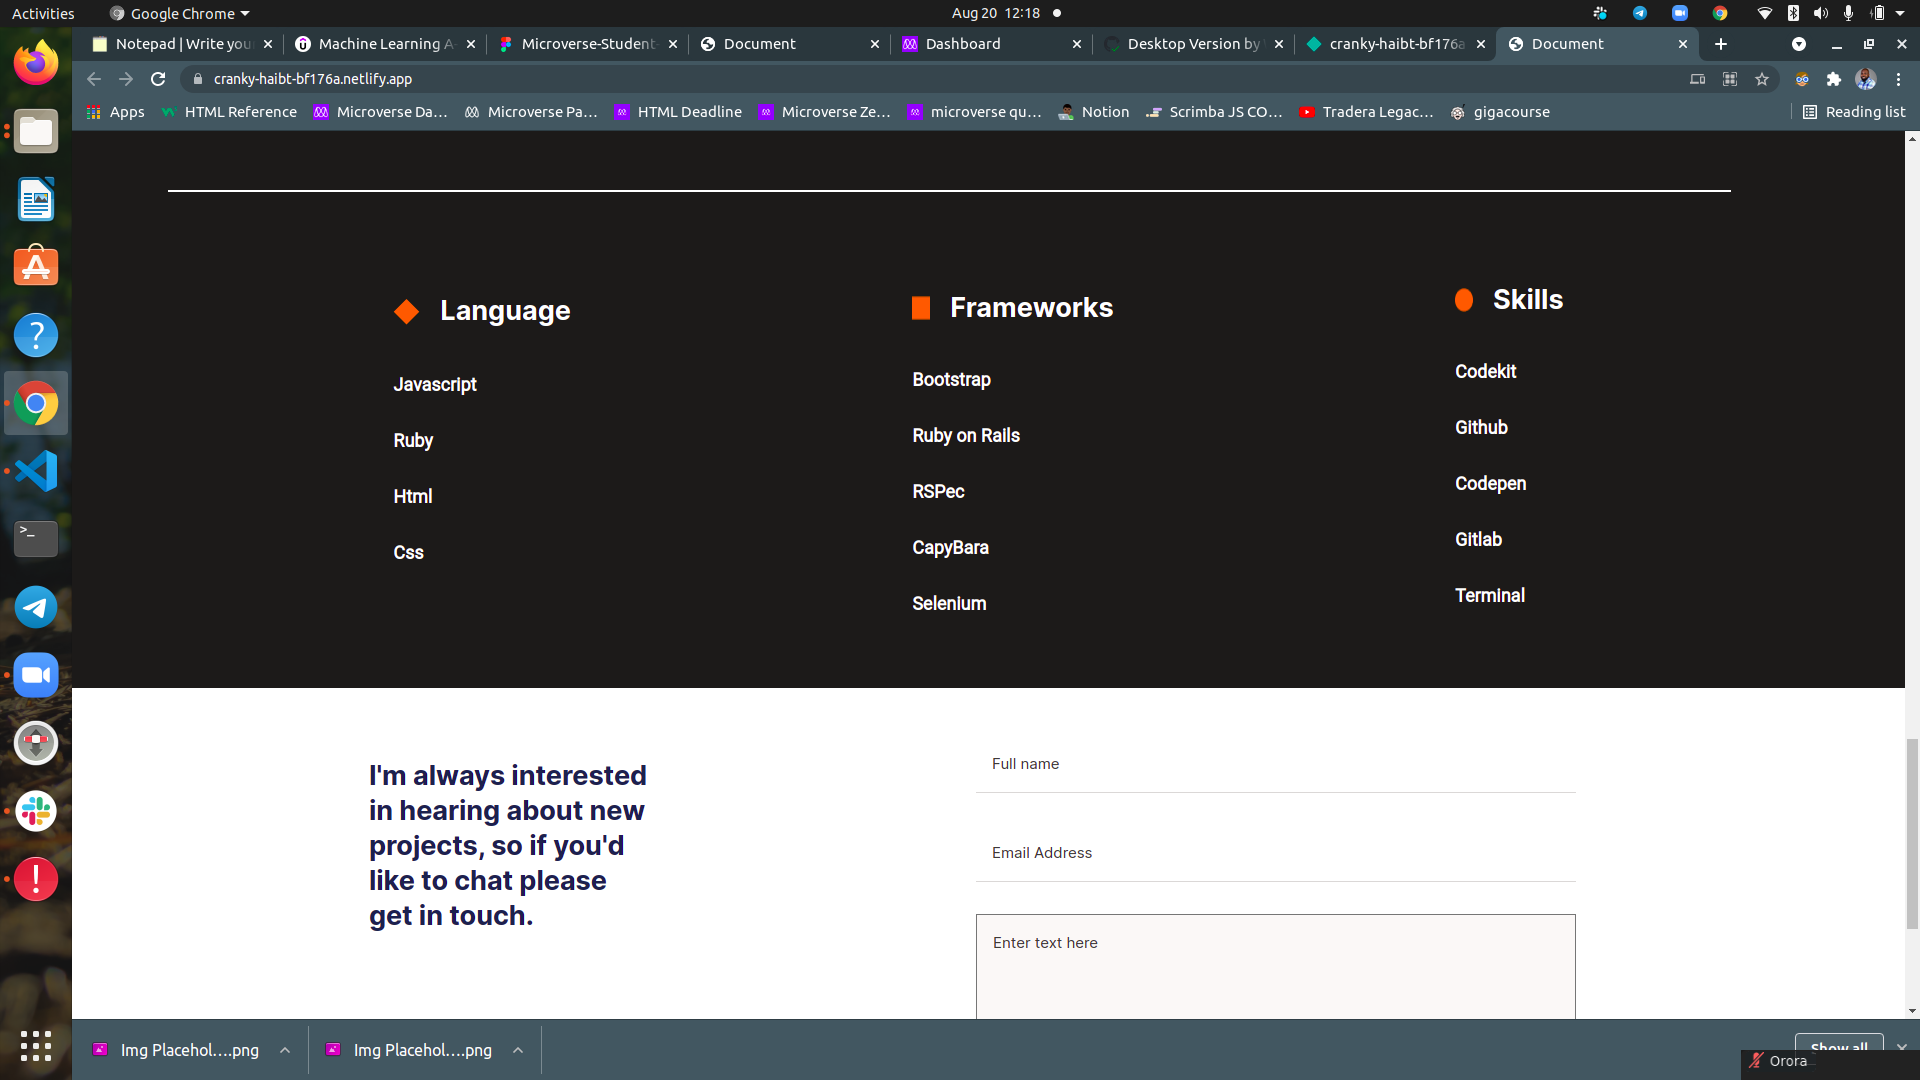 Activities
Google Chrome
Aug 20 12:18
Notepad | Write you
Machine Learning A
Microverse-Student
Document
Dashboard
Desktop Version by
cranky-haibt-bf176a
Document
cranky-haibt-bf176a.netlify.app
Apps
HTML Reference
Microverse Da…
Microverse Pa…
HTML Deadline
Microverse Ze…
microverse qu…
Notion
Scrimba JS CO…
Tradera Legac…
gigacourse
Reading list
Language
Javascript
Ruby
Html
Css
Frameworks
Bootstrap
Ruby on Rails
RSPec
CapyBara
Selenium
Skills
Codekit
Github
Codepen
Gitlab
Terminal
I'm always interested
in hearing about new
projects, so if you'd
like to chat please
get in touch.
Full name
Email Address
Enter text here
Img Placehol....png
Img Placehol....png
Show all
Orora